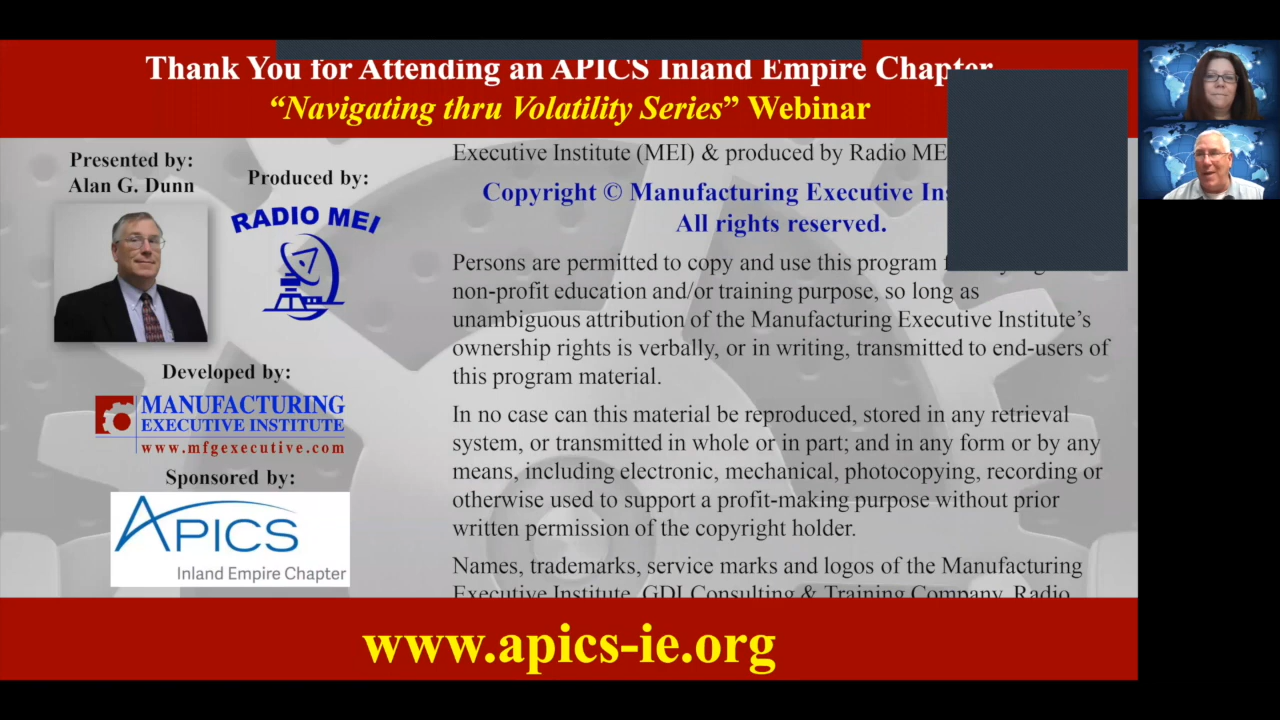 Thank You for Attending an APICS Inland Empire Chapter
“Navigating thru Volatility Series” Webinar
Presented by:
Alan G. Dunn
Produced by:
RADIO MEI
Developed by:
MANUFACTURING
EXECUTIVE INSTITUTE
www.mfgexecutive.com
Sponsored by:
APICS
Inland Empire Chapter
Executive Institute (MEI) & produced by Radio
Copyright © Manufacturing Executive
All rights reserved.
Persons are permitted to copy and use this program
non-profit education and/or training purpose, so long as
unambiguous attribution of the Manufacturing Executive Institute’s
ownership rights is verbally, or in writing, transmitted to end-users of
this program material.
In no case can this material be reproduced, stored in any retrieval
system, or transmitted in whole or in part; and in any form or by any
means, including electronic, mechanical, photocopying, recording or
otherwise used to support a profit-making purpose without prior
written permission of the copyright holder.
Names, trademarks, service marks and logos of the Manufacturing
Executive Institute, GDI Consulting & Training Company, Radio
www.apics-ie.org